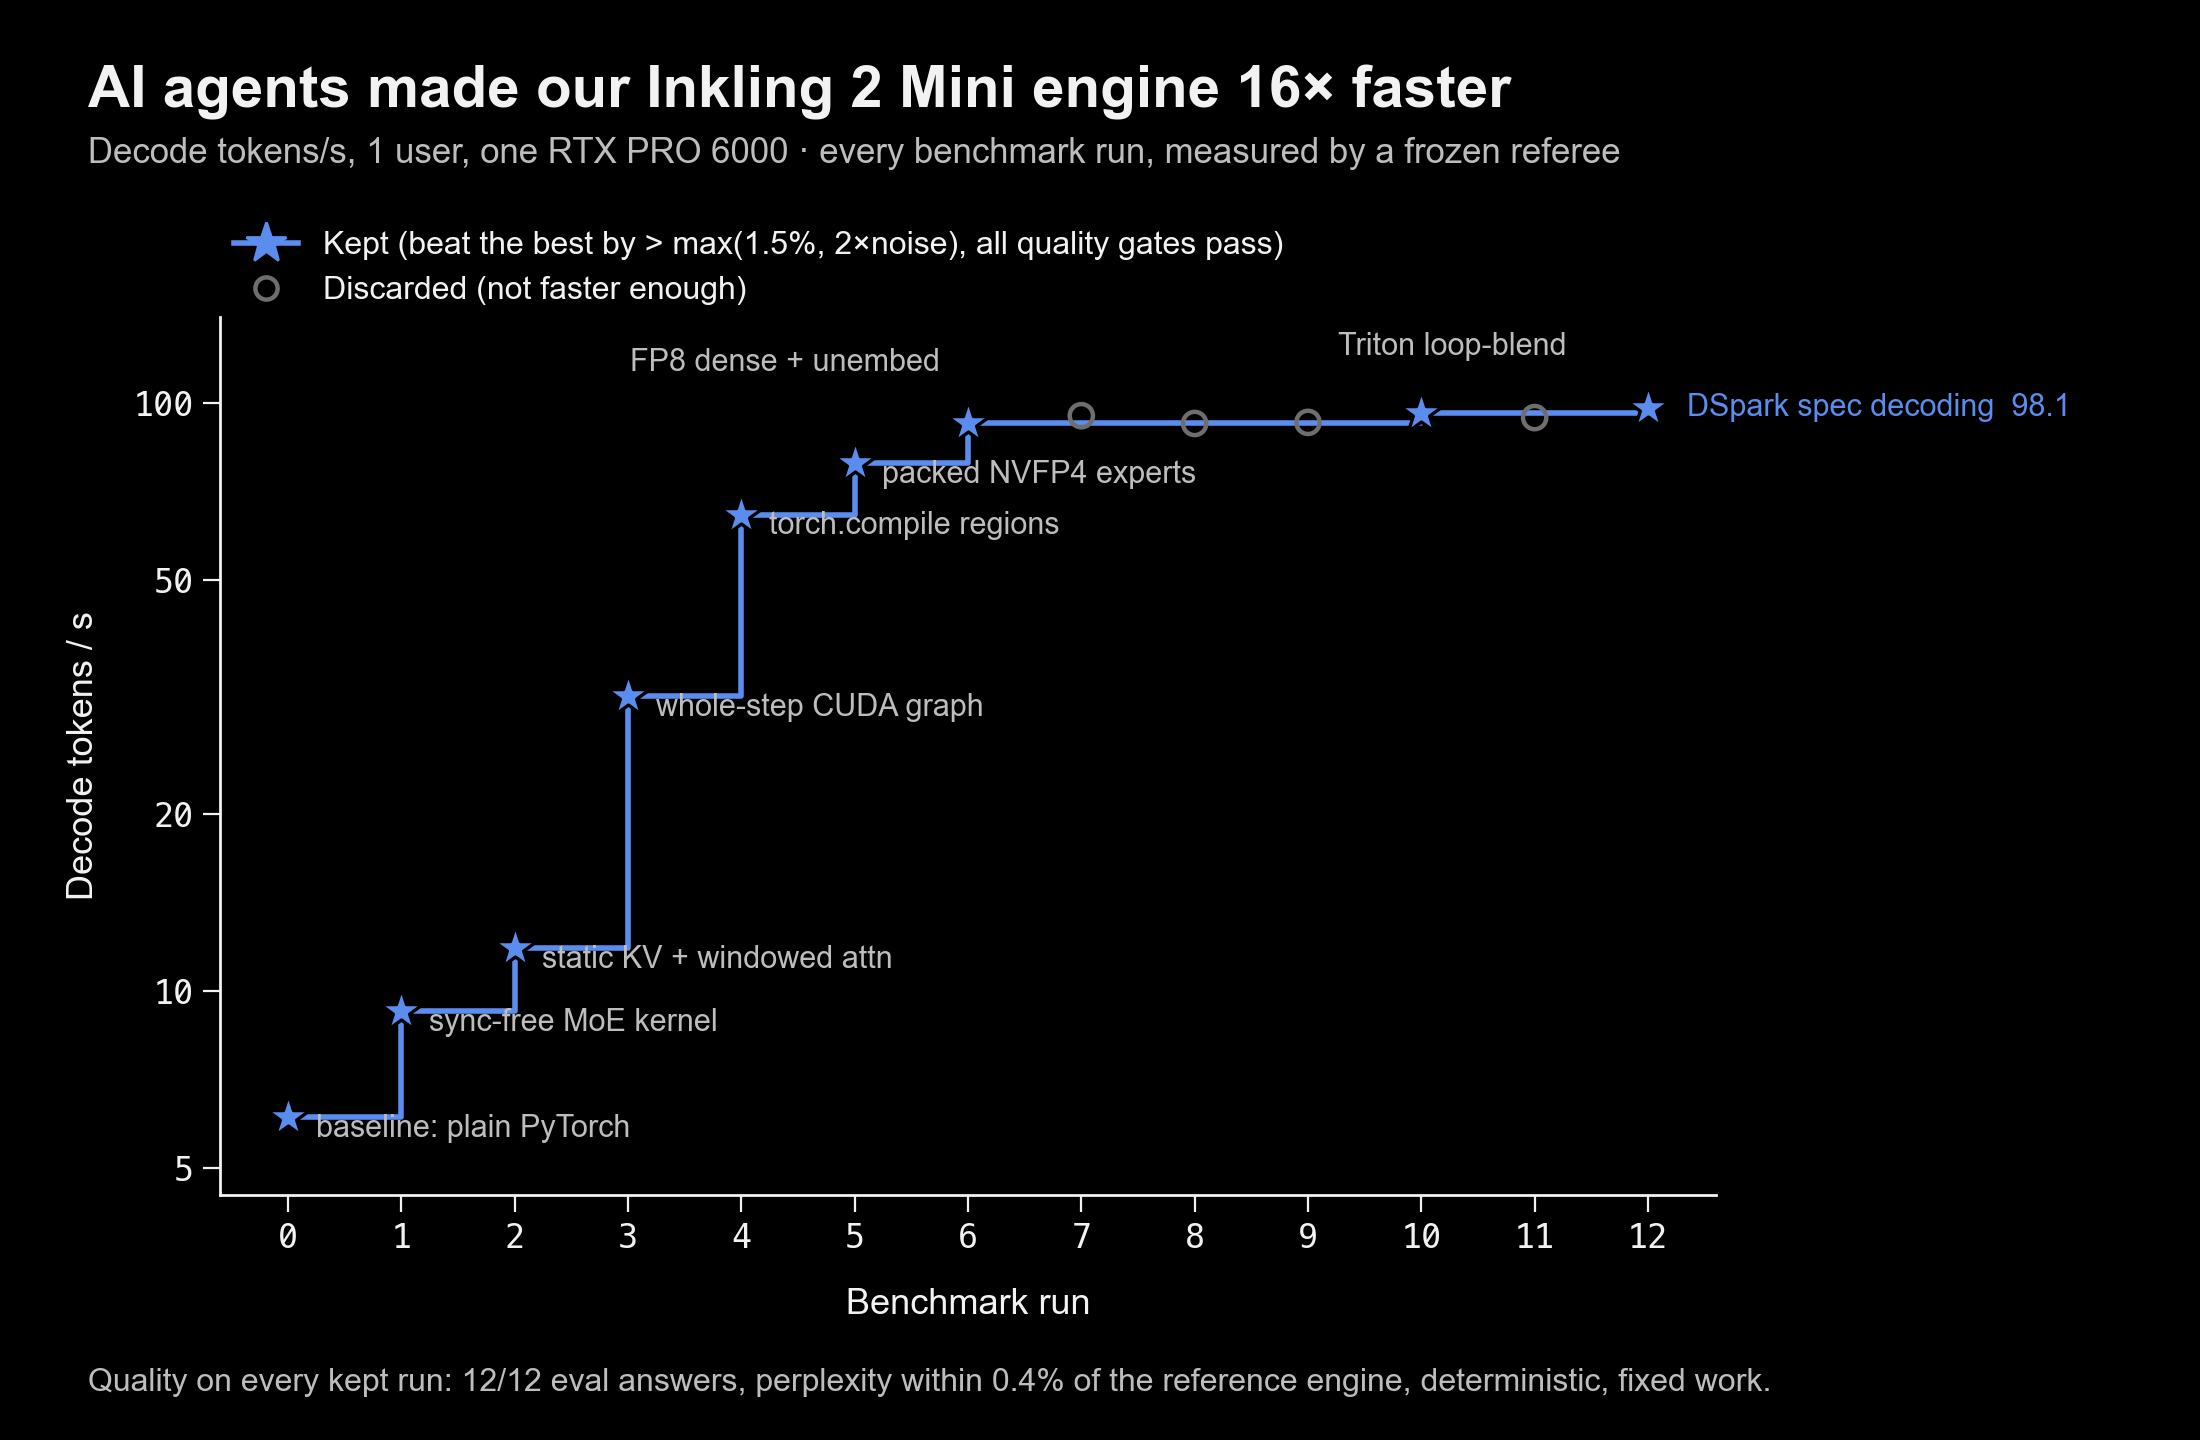 AI agents made our Inkling 2 Mini engine 16× faster
Decode tokens/s, 1 user, one RTX PRO 6000 · every benchmark run, measured by a frozen referee
Kept (beat the best by > max(1.5%, 2×noise), all quality gates pass)
Discarded (not faster enough)
Triton loop-blend
FP8 dense + unembed
100
DSpark spec decoding 98.1
packed NVFP4 experts
torch.compile regions
50
Decode tokens / s
whole-step CUDA graph
20
static KV + windowed attn
10
sync-free MoE kernel
baseline: plain PyTorch
5
0 1 2 3 4 5 6 7 8 9 10 11 12
Benchmark run
Quality on every kept run: 12/12 eval answers, perplexity within 0.4% of the reference engine, deterministic, fixed work.